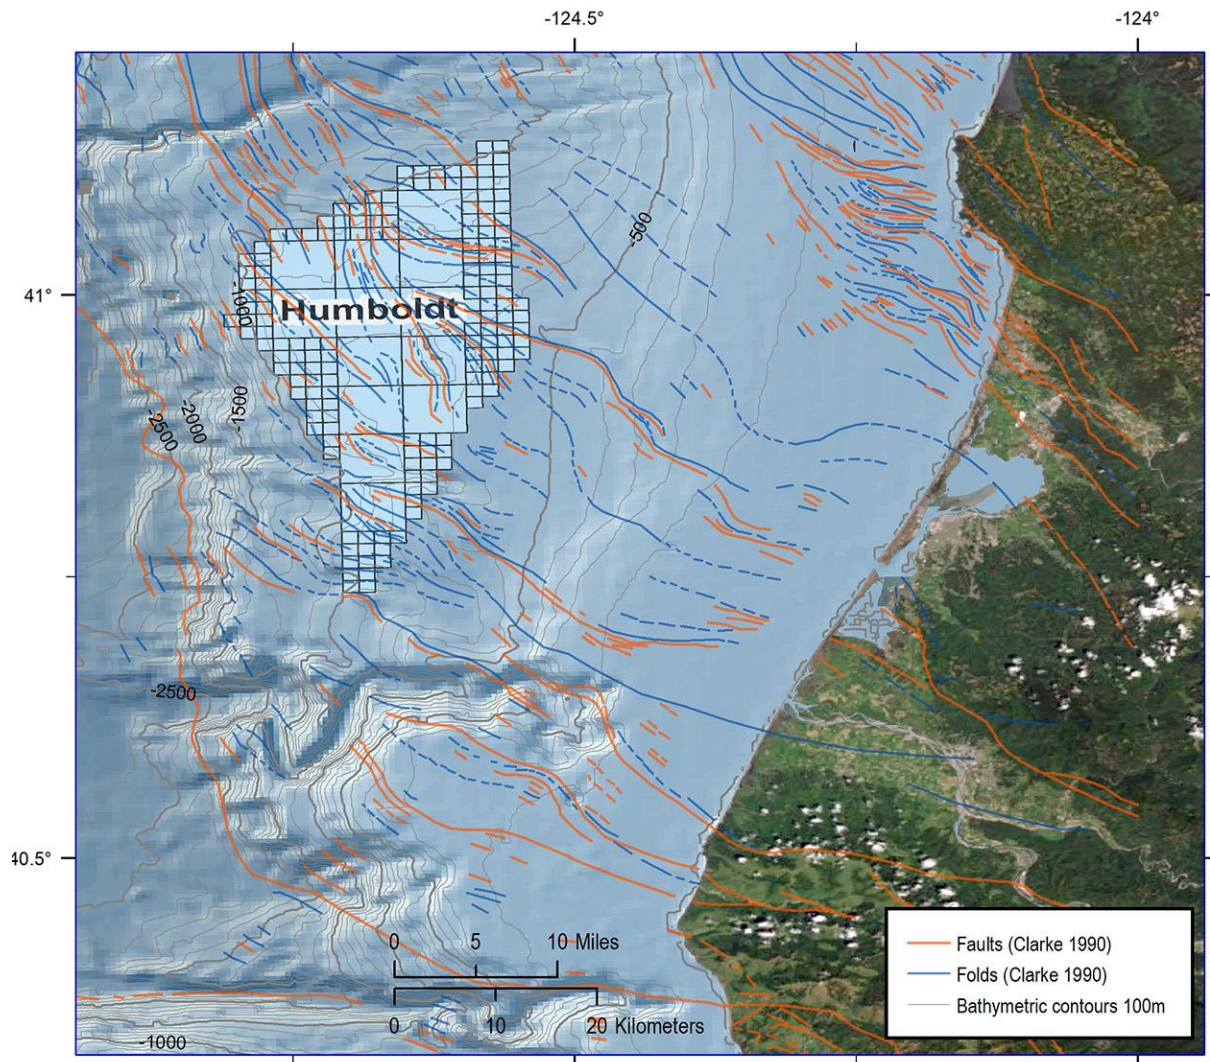 -124.5°
-124°
-500
41°
-1000
Humboldt
1500
-2000
-2500
-2500
40.5°
0 5 10 Miles
0 10 20 Kilometers
-1000
Faults (Clarke 1990)
Folds (Clarke 1990)
Bathymetric contours 100m